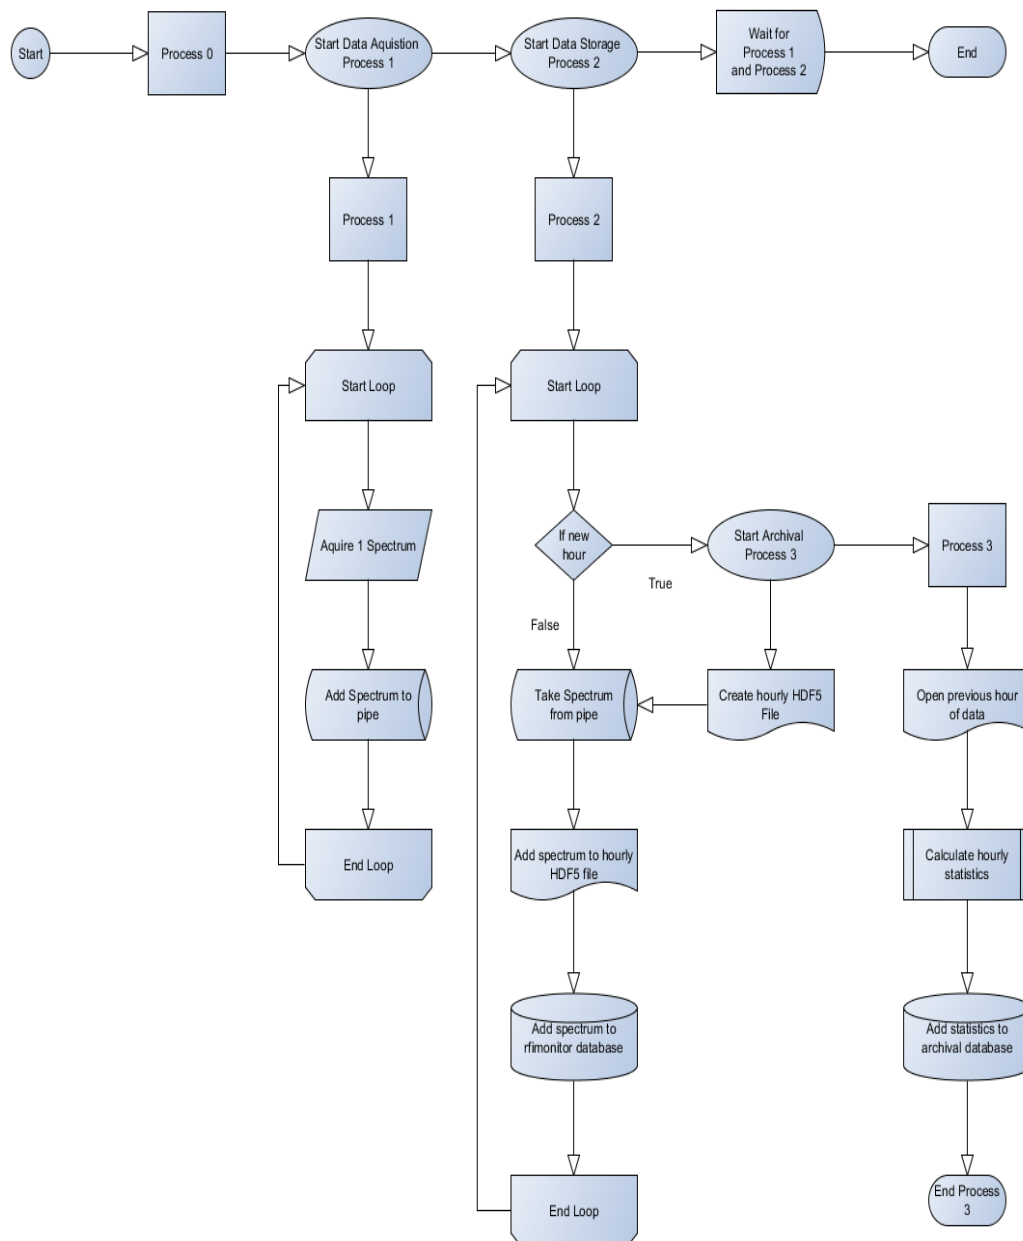 Start
Process 0
Start Data Aquistion
Process 1
Start Data Storage
Process 2
Wait for
Process 1
and Process 2
End
Process 1
Process 2
Start Loop
Start Loop
Aquire 1 Spectrum
If new
hour
Start Archival
Process 3
Process 3
True
False
Add Spectrum to
pipe
Take Spectrum
from pipe
Create hourly HDF5
File
Open previous hour
of data
End Loop
Add spectrum to hourly
HDF5 file
Calculate hourly
statistics
Add spectrum to
rfimonitor database
Add statistics to
archival database
End Loop
End Process
3